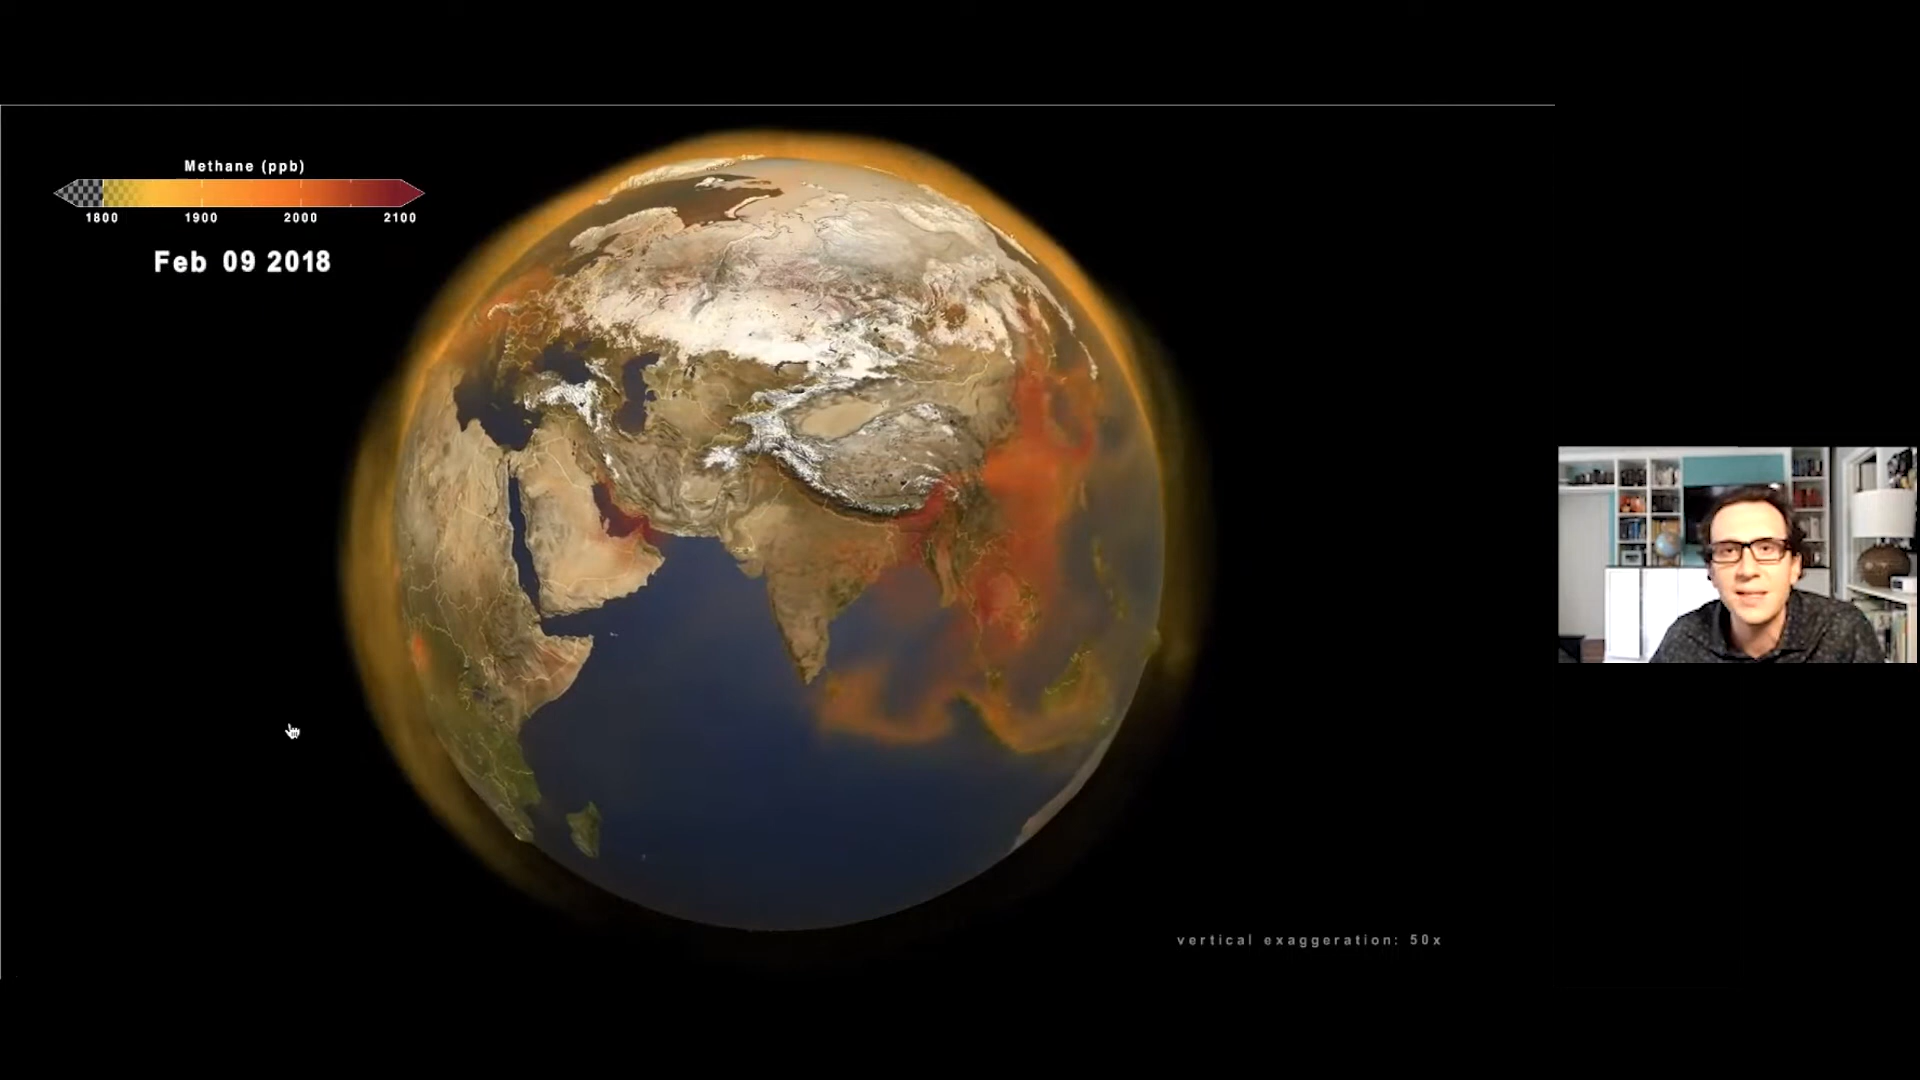 Methane (ppb)
1800 1900 2000 2100
Feb 09 2018
vertical exaggeration: 50x